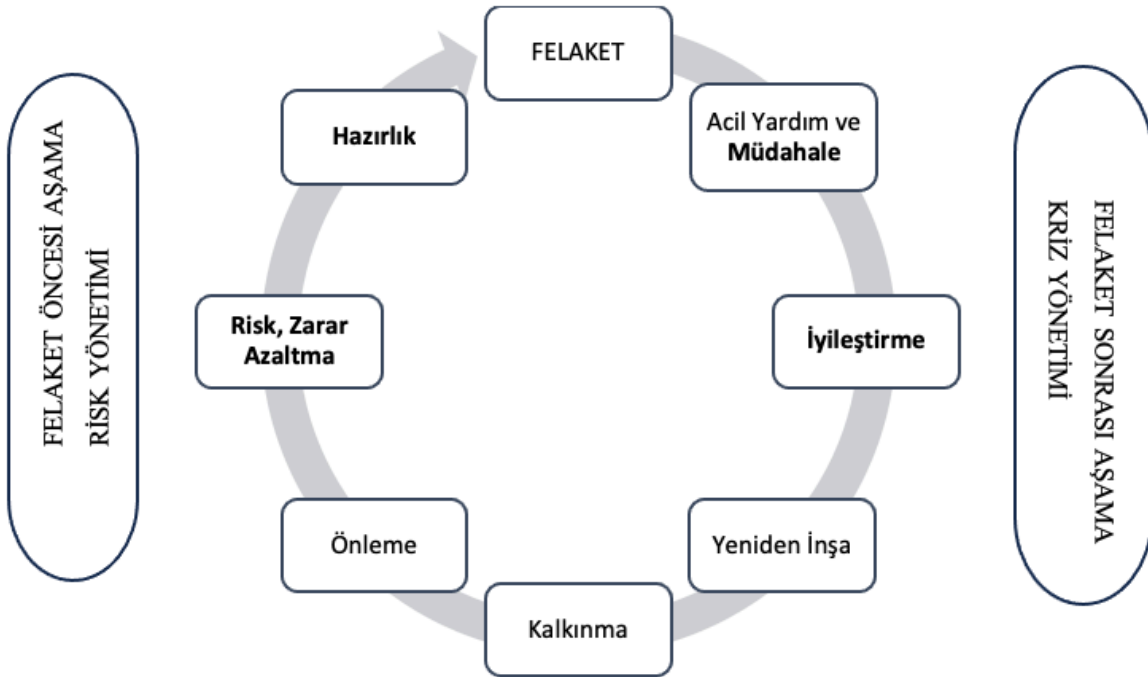 FELAKET
Acil Yardım ve
Müdahale
İyileştirme
Yeniden İnşa
Kalkınma
Önleme
Risk, Zarar
Azaltma
Hazırlık
FELAKET ÖNCESİ AŞAMA
RİSK YÖNETİMİ
FELAKET SONRASI AŞAMA
KRİZ YÖNETİMİ